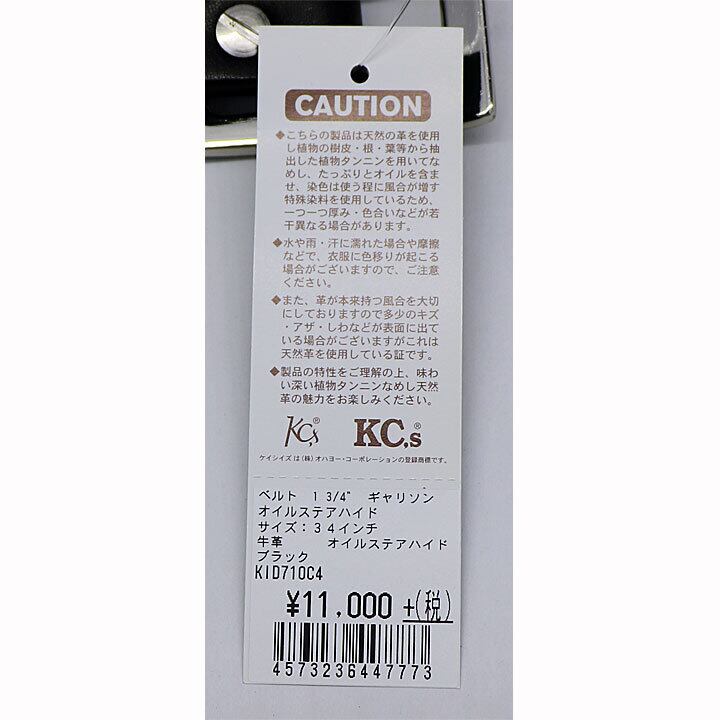 CAUTION
◆こちらの製品は天然の革を使用
し植物の樹皮・根・葉等から抽
出した植物タンニンを用いてな
めし、たっぷりとオイルを含ま
せ、染色は使う程に風合が増す
特殊染料を使用しているため、
一つ一つ厚み・色合いなどが若
干異なる場合があります。
◆水や雨・汗に濡れた場合や摩擦
などで、衣服に色移りが起こる
場合がございますので、ご注意
ください。
◆また、革が本来持つ風合を大切
にしておりますので多少のキズ
・アザ・しわなどが表面に出て
いる場合がございますがこれは
天然革を使用している証です。
◆製品の特性をご理解の上、味わ
い深い植物タンニンなめし天然
革の魅力をお楽しみください。
KC,s® KC,s®
ケイシイズは(株)オハヨー・コーポレーションの登録商標です。
ベルト 1 3/4" ギャリソン
オイルステアハイド
サイズ:34インチ
牛革 オイルステアハイド
ブラック
KID710C4
¥11,000 +(税)
4573236447773